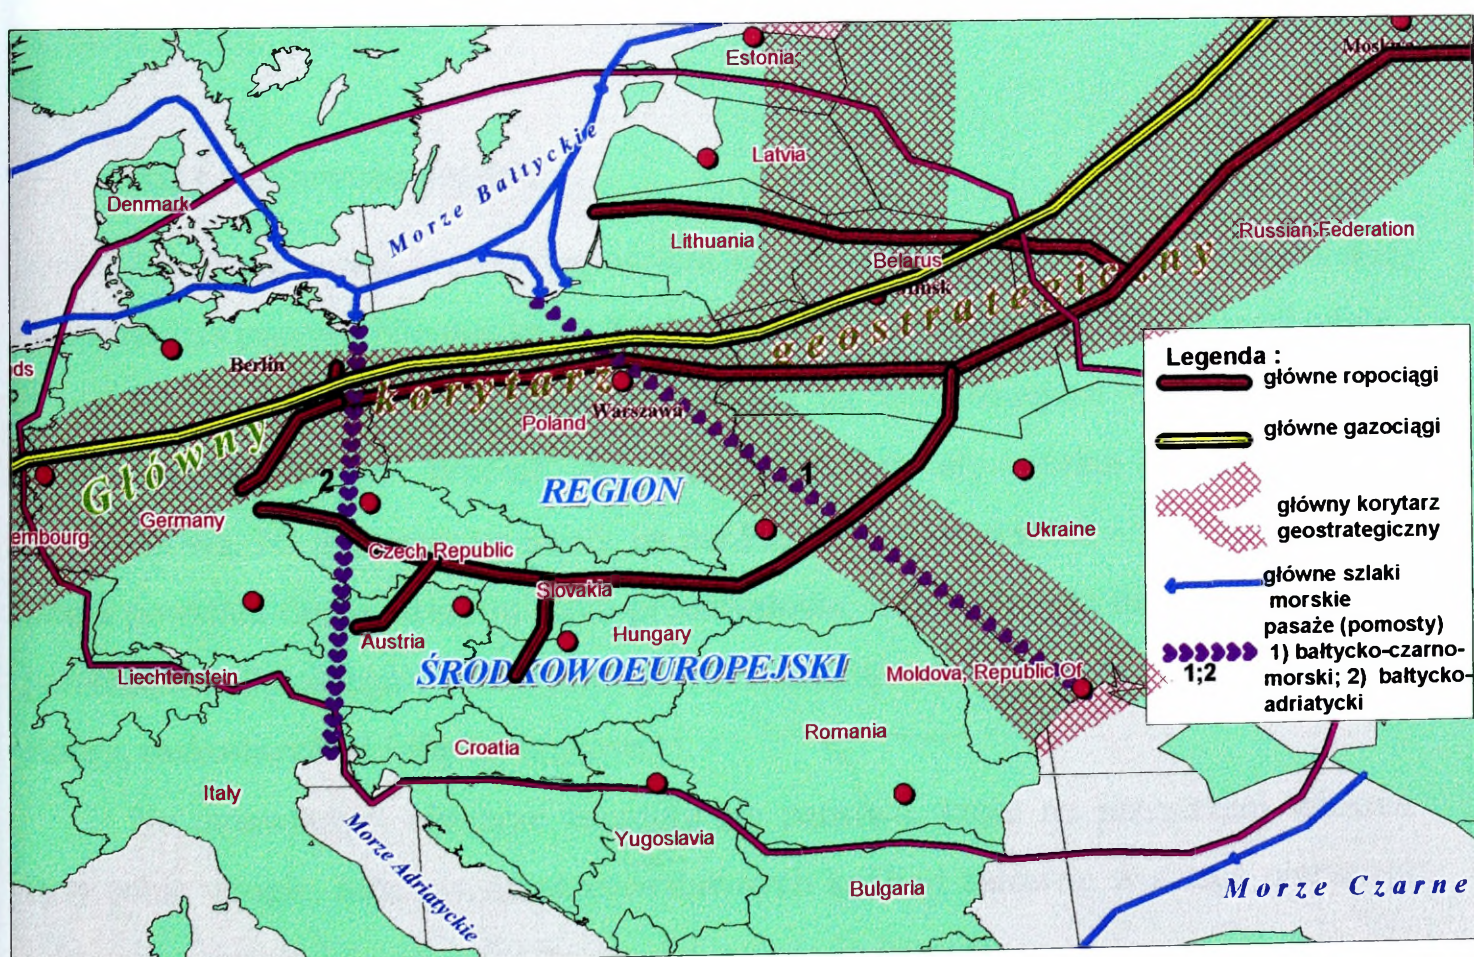 Estonia;
Moskwa
Morze Bałtyckie
Latvia
Denmark
Lithuania
Belarus
Russian Federation
Mińsk
geostrategiczny
ds
Berlin
korytarz
Warszawa
Poland
Główny
2
1
REGION
Germany
embourg
Czech Republic
Ukraine
Slovakia
Austria
Hungary
ŚRODKOWOEUROPEJSKI
Liechtenstein
Moldova, Republic Of
Croatia
Romania
Italy
Yugoslavia
Morze Adriatyckie
Bulgaria
Morze Czarne
Legenda :
główne ropociągi
główne gazociągi
główny korytarz
geostrategiczny
główne szlaki
morskie
pasaże (pomosty)
1) bałtycko-czarno-
1;2
morski; 2) bałtycko-
adriatycki